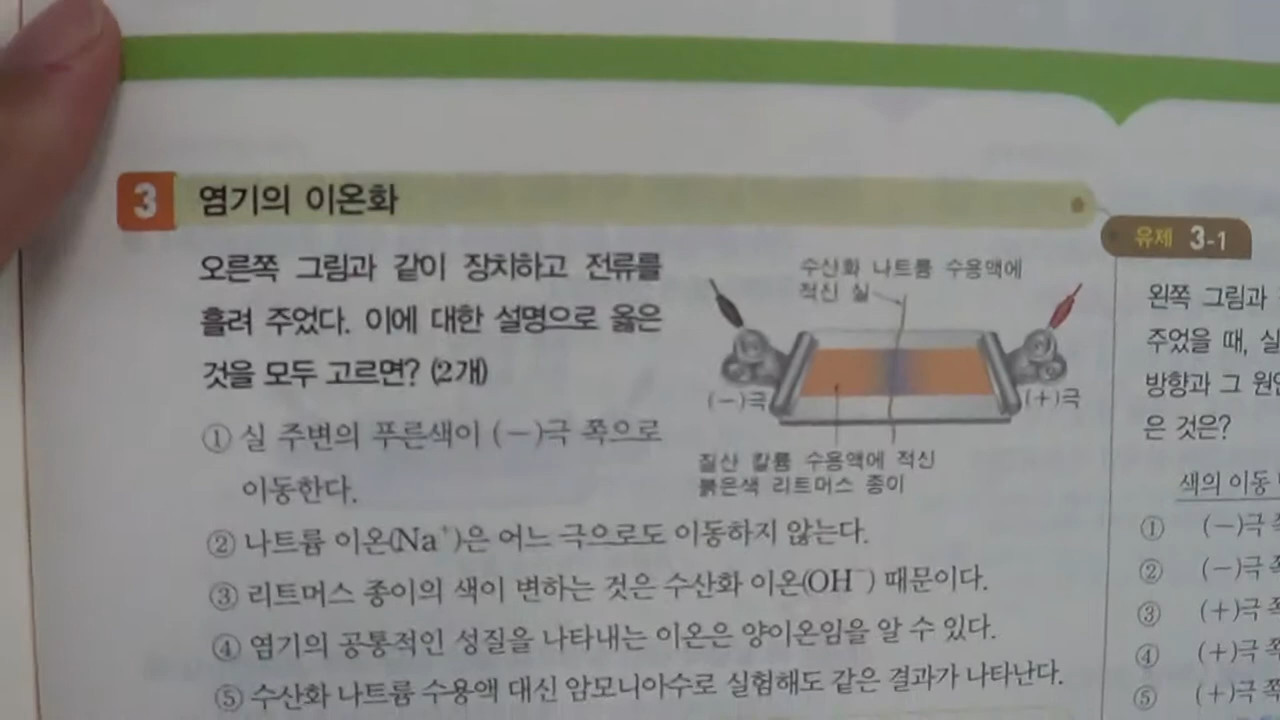 3 염기의 이온화
오른쪽 그림과 같이 장치하고 전류를
흘려 주었다. 이에 대한 설명으로 옳은
것을 모두 고르면? (2개)
수산화 나트륨 수용액에
적신 실
(-)극
(+)극
질산 칼륨 수용액에 적신
붉은색 리트머스 종이
① 실 주변의 푸른색이 (-)극 쪽으로
이동한다.
② 나트륨 이온(Na⁺)은 어느 극으로도 이동하지 않는다.
③ 리트머스 종이의 색이 변하는 것은 수산화 이온(OH⁻) 때문이다.
④ 염기의 공통적인 성질을 나타내는 이온은 양이온임을 알 수 있다.
⑤ 수산화 나트륨 수용액 대신 암모니아수로 실험해도 같은 결과가 나타난다.
유제 3-1
왼쪽 그림과
주었을 때, 실
방향과 그 원인
은 것은?
색의 이동
① (-)극
② (-)극
③ (+)극
④ (+)극
⑤ (+)극